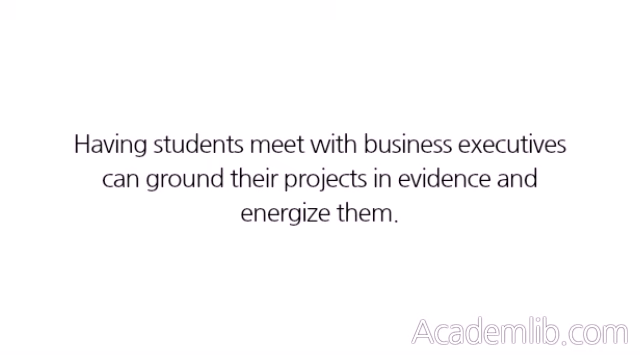 Having students meet with business executives
can ground their projects in evidence and
energize them.
Academlib.com